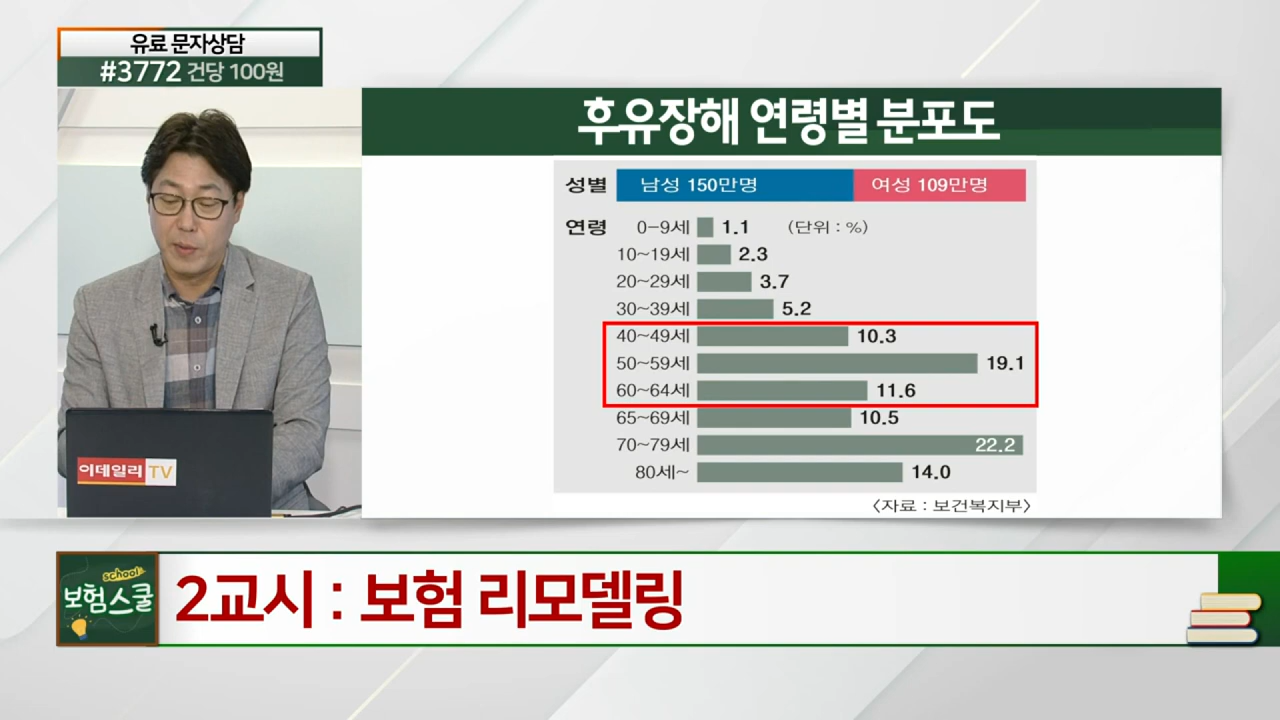 유료 문자상담
#3772 건당 100원
후유장해 연령별 분포도
성별 남성 150만명 여성 109만명
연령 0-9세 1.1 (단위 : %)
10~19세 2.3
20~29세 3.7
30~39세 5.2
40~49세 10.3
50~59세 19.1
60~64세 11.6
65~69세 10.5
70~79세 22.2
80세~ 14.0
<자료 : 보건복지부>
이데일리 TV
school
보험스쿨
2교시 : 보험 리모델링